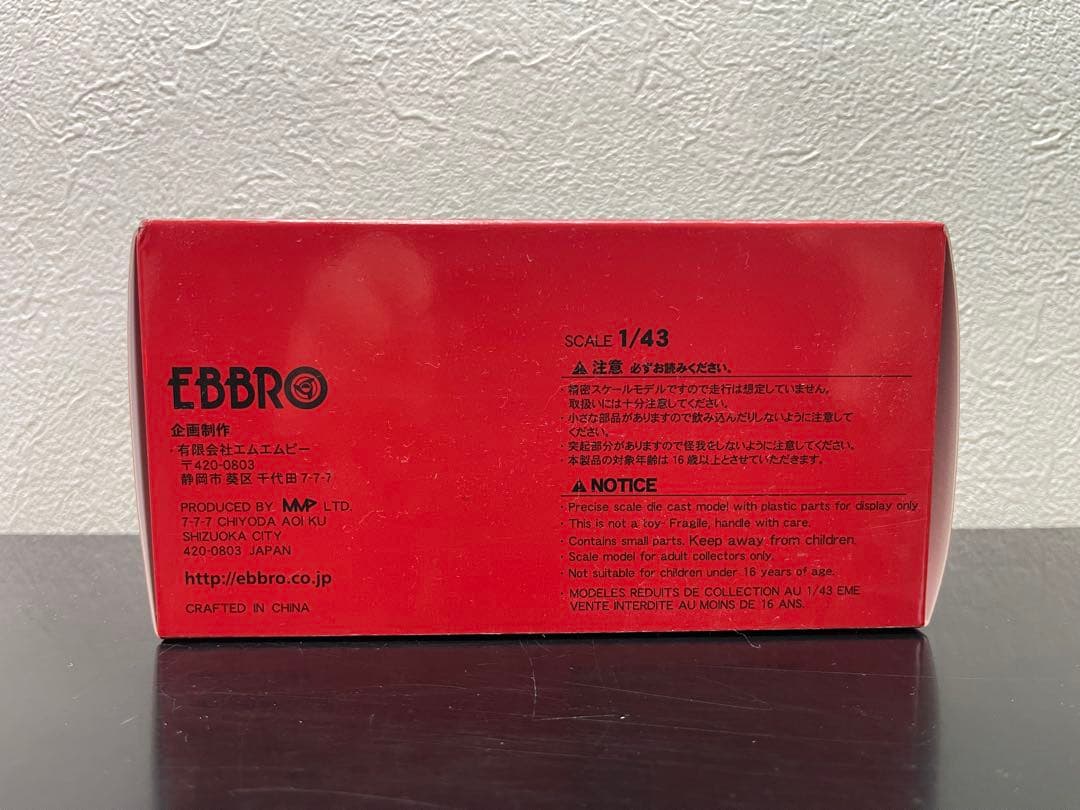 EBBRO
企画制作
・有限会社エムエムピー
〒420-0803
静岡市 葵区 千代田 7-7-7
PRODUCED BY MMP LTD.
7-7-7 CHIYODA AOI KU
SHIZUOKA CITY
420-0803 JAPAN
http://ebbro.co.jp
CRAFTED IN CHINA
SCALE 1/43
⚠ 注意 必ずお読みください。
・精密スケールモデルですので走行は想定していません。
取扱いには十分注意してください。
・小さな部品がありますので飲み込んだりしないように注意して
ください。
・突起部分がありますので怪我をしないように注意してください。
・本製品の対象年齢は 16 歳以上とさせていただきます。
⚠ NOTICE
・Precise scale die cast model with plastic parts for display only
・This is not a toy. Fragile, handle with care.
・Contains small parts. Keep away from children.
・Scale model for adult collectors only.
・Not suitable for children under 16 years of age.
・MODELES REDUITS DE COLLECTION AU 1/43 EME
VENTE INTERDITE AU MOINS DE 16 ANS.